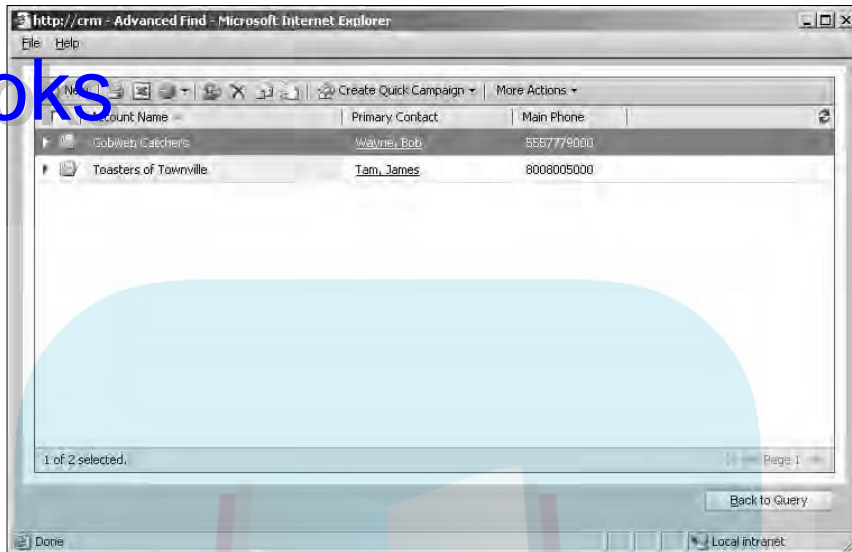 http://crm - Advanced Find - Microsoft Internet Explorer
File Help
oks
New Create Quick Campaign More Actions
Account Name Primary Contact Main Phone
Cobweb Catchers Wayne, Bob 5557779000
Toasters of Townville Tam, James 8008005000
1 of 2 selected. Page 1
Back to Query
Done Local intranet